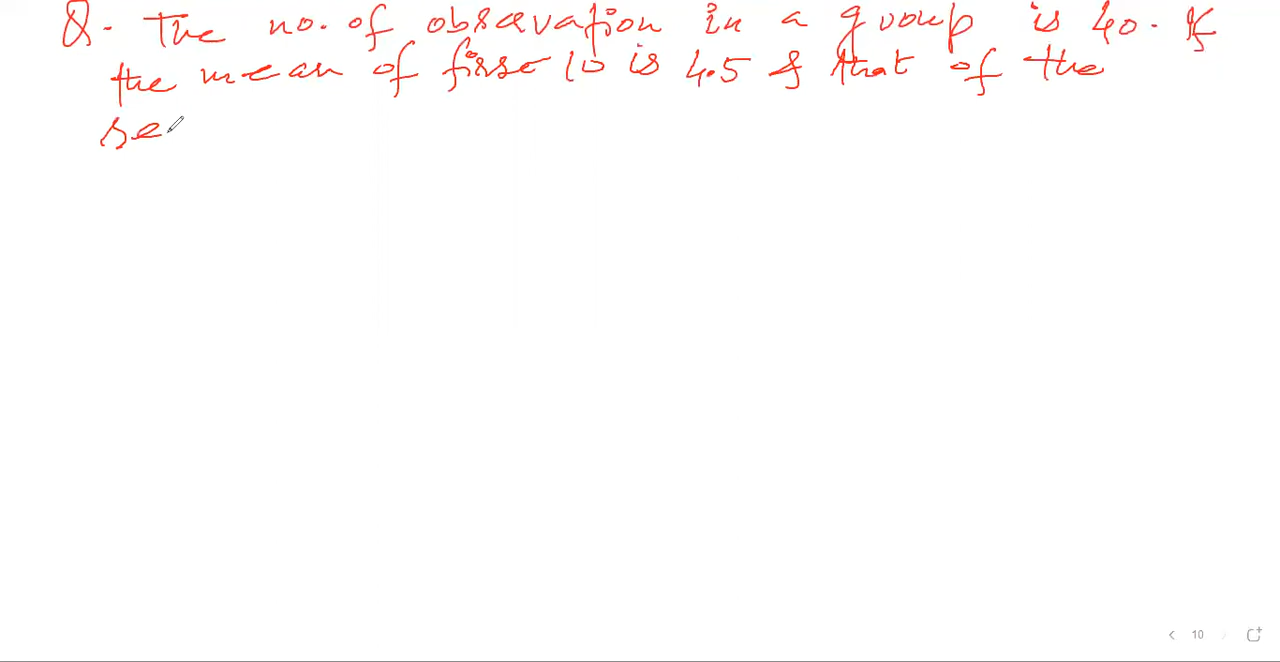 Q. The no. of observation in a group is 40. If
the mean of first 10 is 4.5 & that of the
se
10